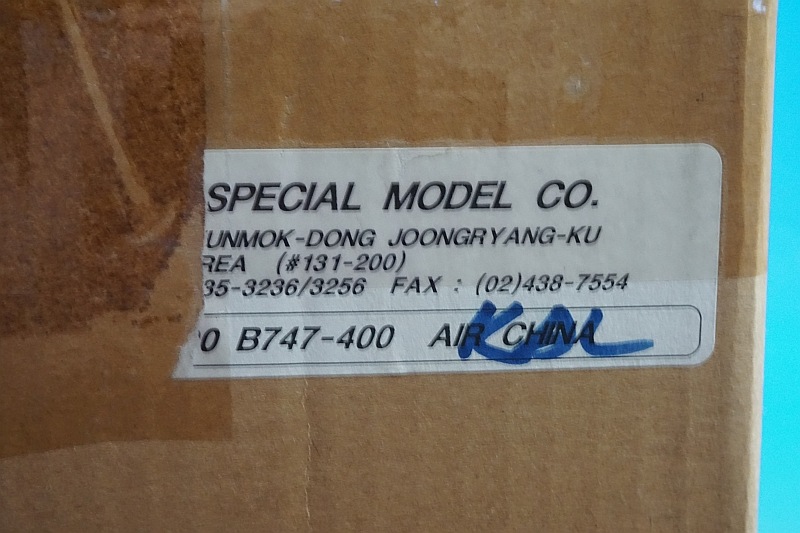 SPECIAL MODEL CO.
UNMOK-DONG JOONGRYANG-KU
REA (#131-200)
35-3236/3256 FAX : (02)438-7554
0 B747-400 AIR CHINA
KAL